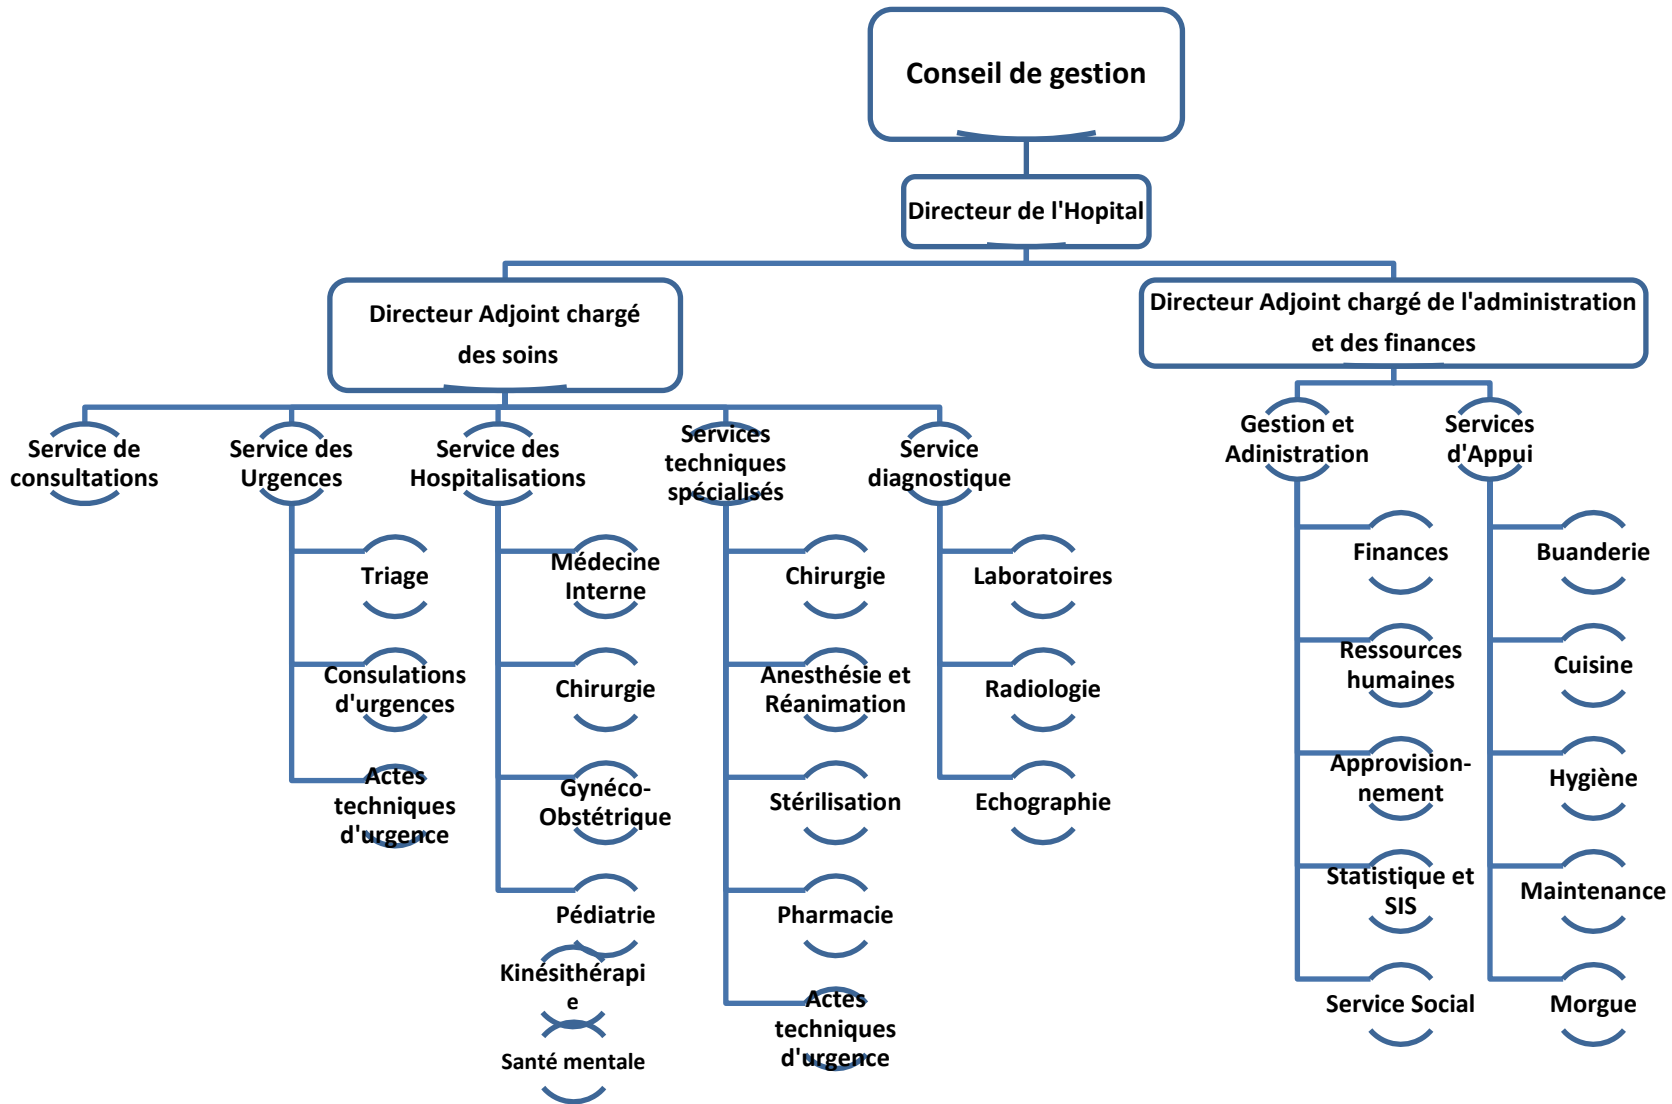 Conseil de gestion
Directeur de l'Hopital
Directeur Adjoint chargé
des soins
Directeur Adjoint chargé de l'administration
et des finances
Service de
consultations
Service des
Urgences
Triage
Consulations
d'urgences
Actes
techniques
d'urgence
Service des
Hospitalisations
Médecine
Interne
Chirurgie
Gynéco-
Obstétrique
Pédiatrie
Kinésithérapi
e
Santé mentale
Services
techniques
spécialisés
Chirurgie
Anesthésie et
Réanimation
Stérilisation
Pharmacie
Actes
techniques
d'urgence
Service
diagnostique
Laboratoires
Radiologie
Echographie
Gestion et
Adinistration
Finances
Ressources
humaines
Approvision-
nement
Statistique et
SIS
Service Social
Services
d'Appui
Buanderie
Cuisine
Hygiène
Maintenance
Morgue